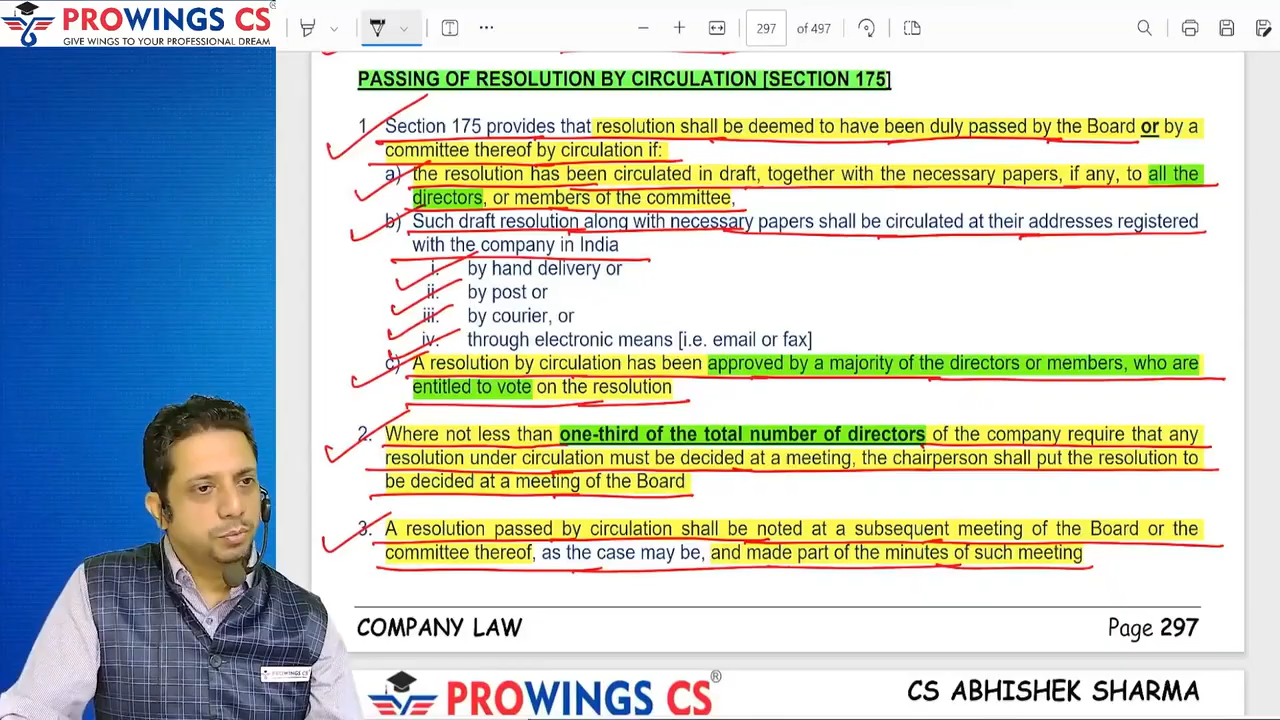 PROWINGS CS®
GIVE WINGS TO YOUR PROFESSIONAL DREAM
297 of 497
PASSING OF RESOLUTION BY CIRCULATION [SECTION 175]
1 Section 175 provides that resolution shall be deemed to have been duly passed by the Board or by a
committee thereof by circulation if:
a) the resolution has been circulated in draft, together with the necessary papers, if any, to all the
directors, or members of the committee,
b) Such draft resolution along with necessary papers shall be circulated at their addresses registered
with the company in India
i. by hand delivery or
ii. by post or
iii. by courier, or
iv. through electronic means [i.e. email or fax]
c) A resolution by circulation has been approved by a majority of the directors or members, who are
entitled to vote on the resolution
2. Where not less than one-third of the total number of directors of the company require that any
resolution under circulation must be decided at a meeting, the chairperson shall put the resolution to
be decided at a meeting of the Board
3. A resolution passed by circulation shall be noted at a subsequent meeting of the Board or the
committee thereof, as the case may be, and made part of the minutes of such meeting
COMPANY LAW Page 297
PROWINGS CS®
PROWINGS CS® CS ABHISHEK SHARMA